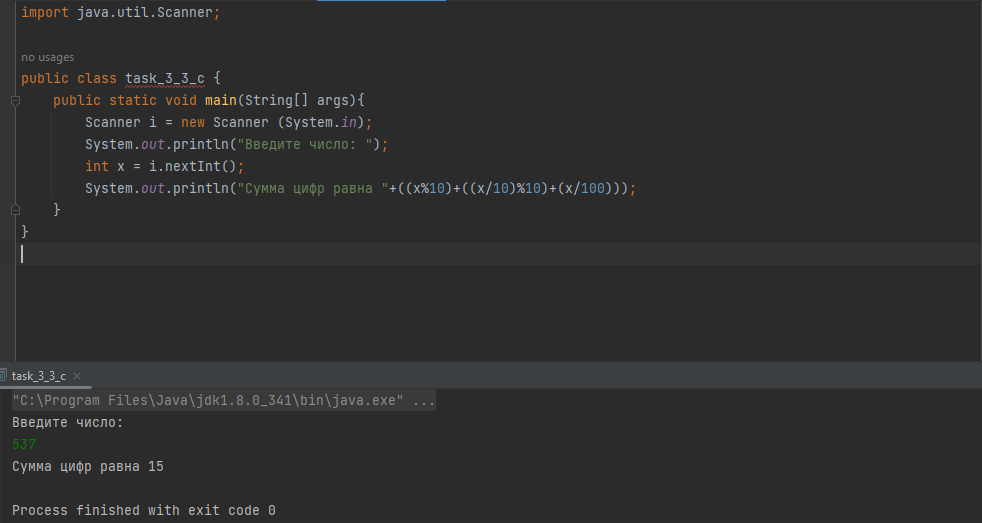 import java.util.Scanner;
no usages
public class task_3_3_c {
public static void main(String[] args){
Scanner i = new Scanner (System.in);
System.out.println("Введите число: ");
int x = i.nextInt();
System.out.println("Сумма цифр равна "+((x%10)+((x/10)%10)+(x/100)));
}
}
task_3_3_c
"C:\Program Files\Java\jdk1.8.0_341\bin\java.exe" ...
Введите число:
537
Сумма цифр равна 15
Process finished with exit code 0